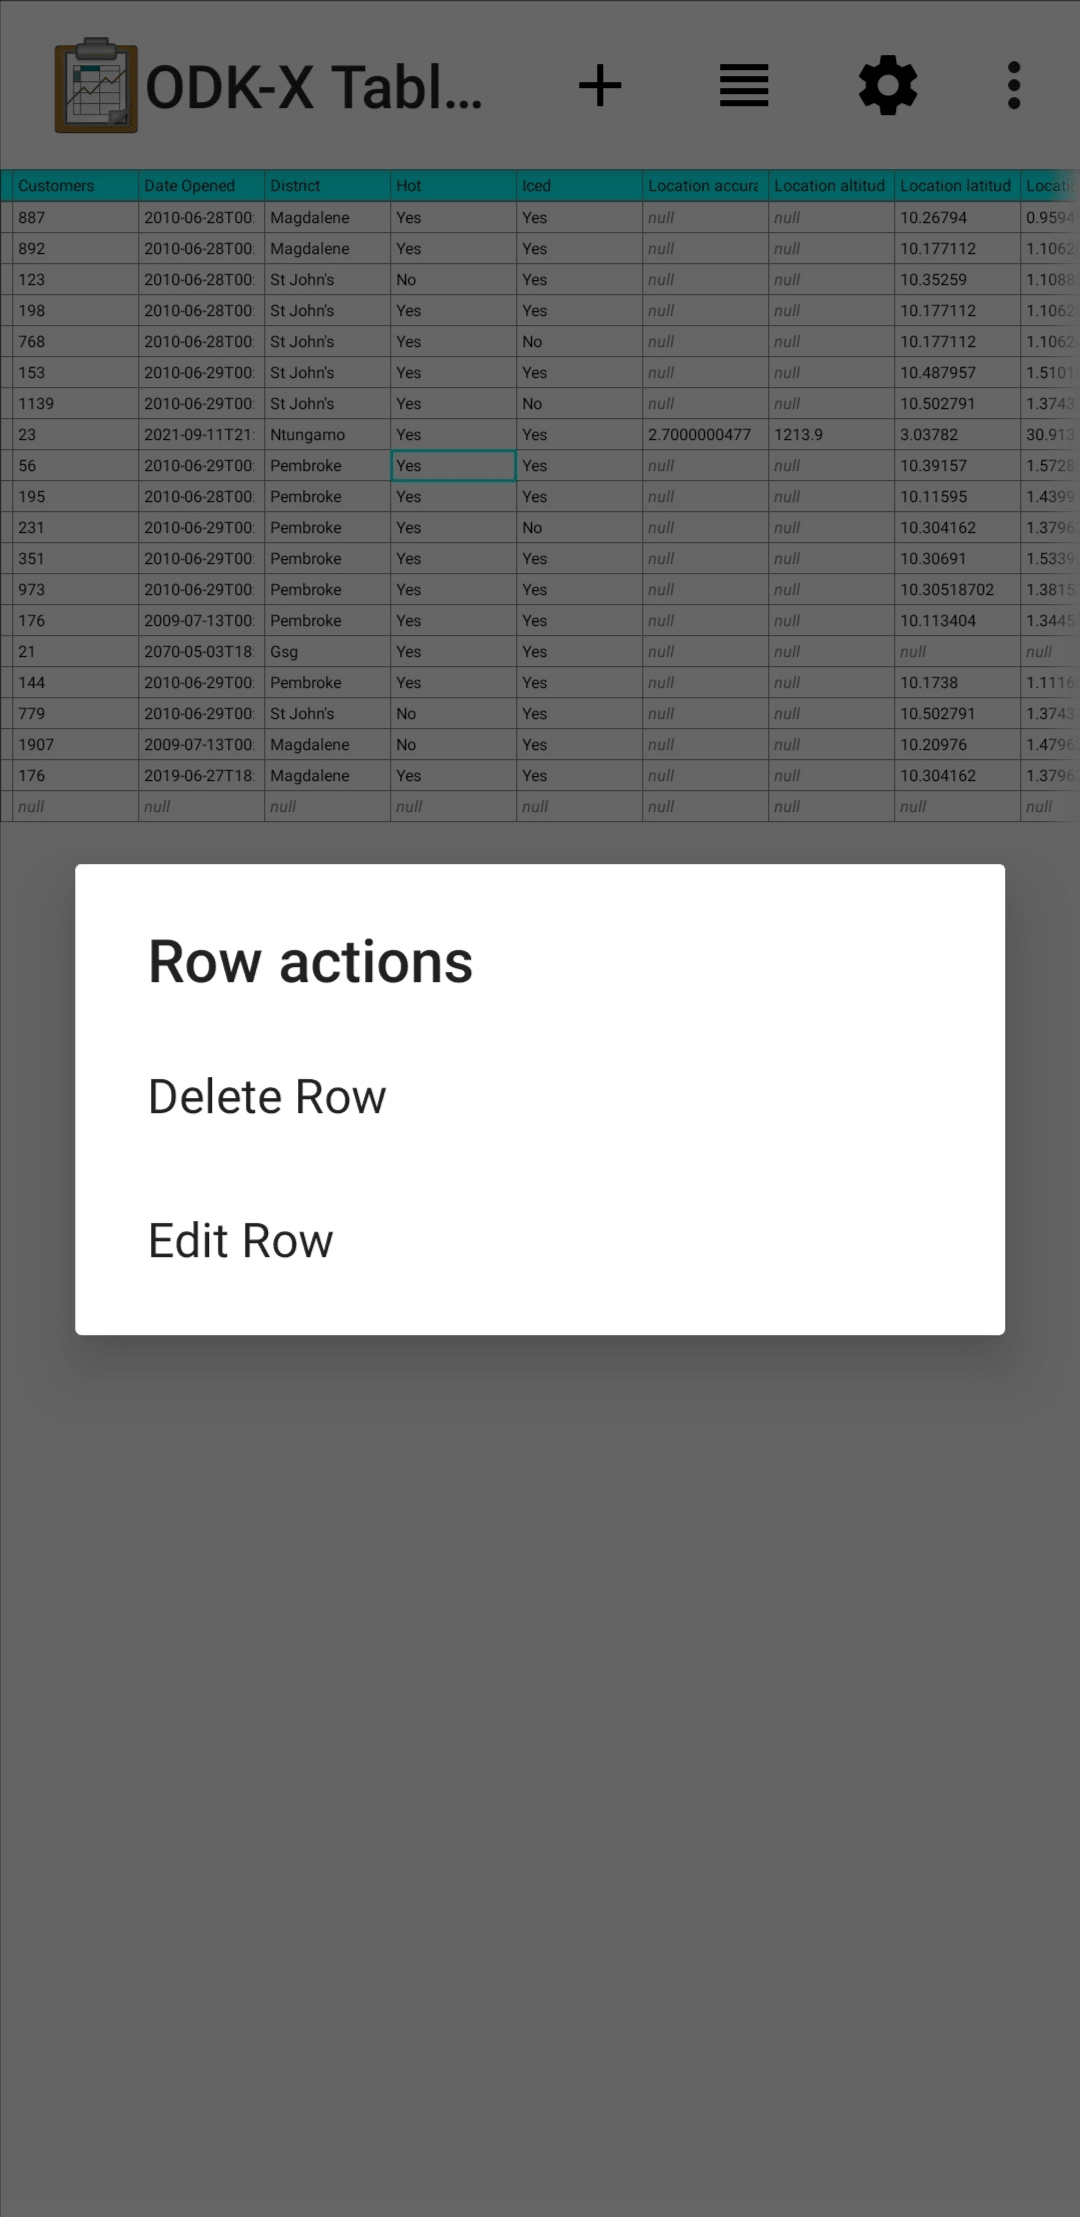 ODK-X Tabl...
Customers Date Opened District Hot Iced Location accura Location altitud Location latitud Locati
887 2010-06-28T00: Magdalene Yes Yes null null 10.26794 0.9594
892 2010-06-28T00: Magdalene Yes Yes null null 10.177112 1.1062
123 2010-06-28T00: St John's No Yes null null 10.35259 1.1088
198 2010-06-28T00: St John's Yes Yes null null 10.177112 1.1062
768 2010-06-28T00: St John's Yes No null null 10.177112 1.1062
153 2010-06-29T00: St John's Yes Yes null null 10.487957 1.5101
1139 2010-06-29T00: St John's Yes No null null 10.502791 1.3743
23 2021-09-11T21: Ntungamo Yes Yes 2.7000000477 1213.9 3.03782 30.913
56 2010-06-29T00: Pembroke Yes Yes null null 10.39157 1.5728
195 2010-06-28T00: Pembroke Yes Yes null null 10.11595 1.4399
231 2010-06-29T00: Pembroke Yes No null null 10.304162 1.3796
351 2010-06-29T00: Pembroke Yes Yes null null 10.30691 1.5339
973 2010-06-29T00: Pembroke Yes Yes null null 10.30518702 1.3815
176 2009-07-13T00: Pembroke Yes Yes null null 10.113404 1.3445
21 2070-05-03T18: Gsg Yes Yes null null null null
144 2010-06-29T00: Pembroke Yes Yes null null 10.1738 1.1116
779 2010-06-29T00: St John's No Yes null null 10.502791 1.3743
1907 2009-07-13T00: Magdalene No Yes null null 10.20976 1.4796
176 2019-06-27T18: Magdalene Yes Yes null null 10.304162 1.3796
null null null null null null null null null
Row actions
Delete Row
Edit Row